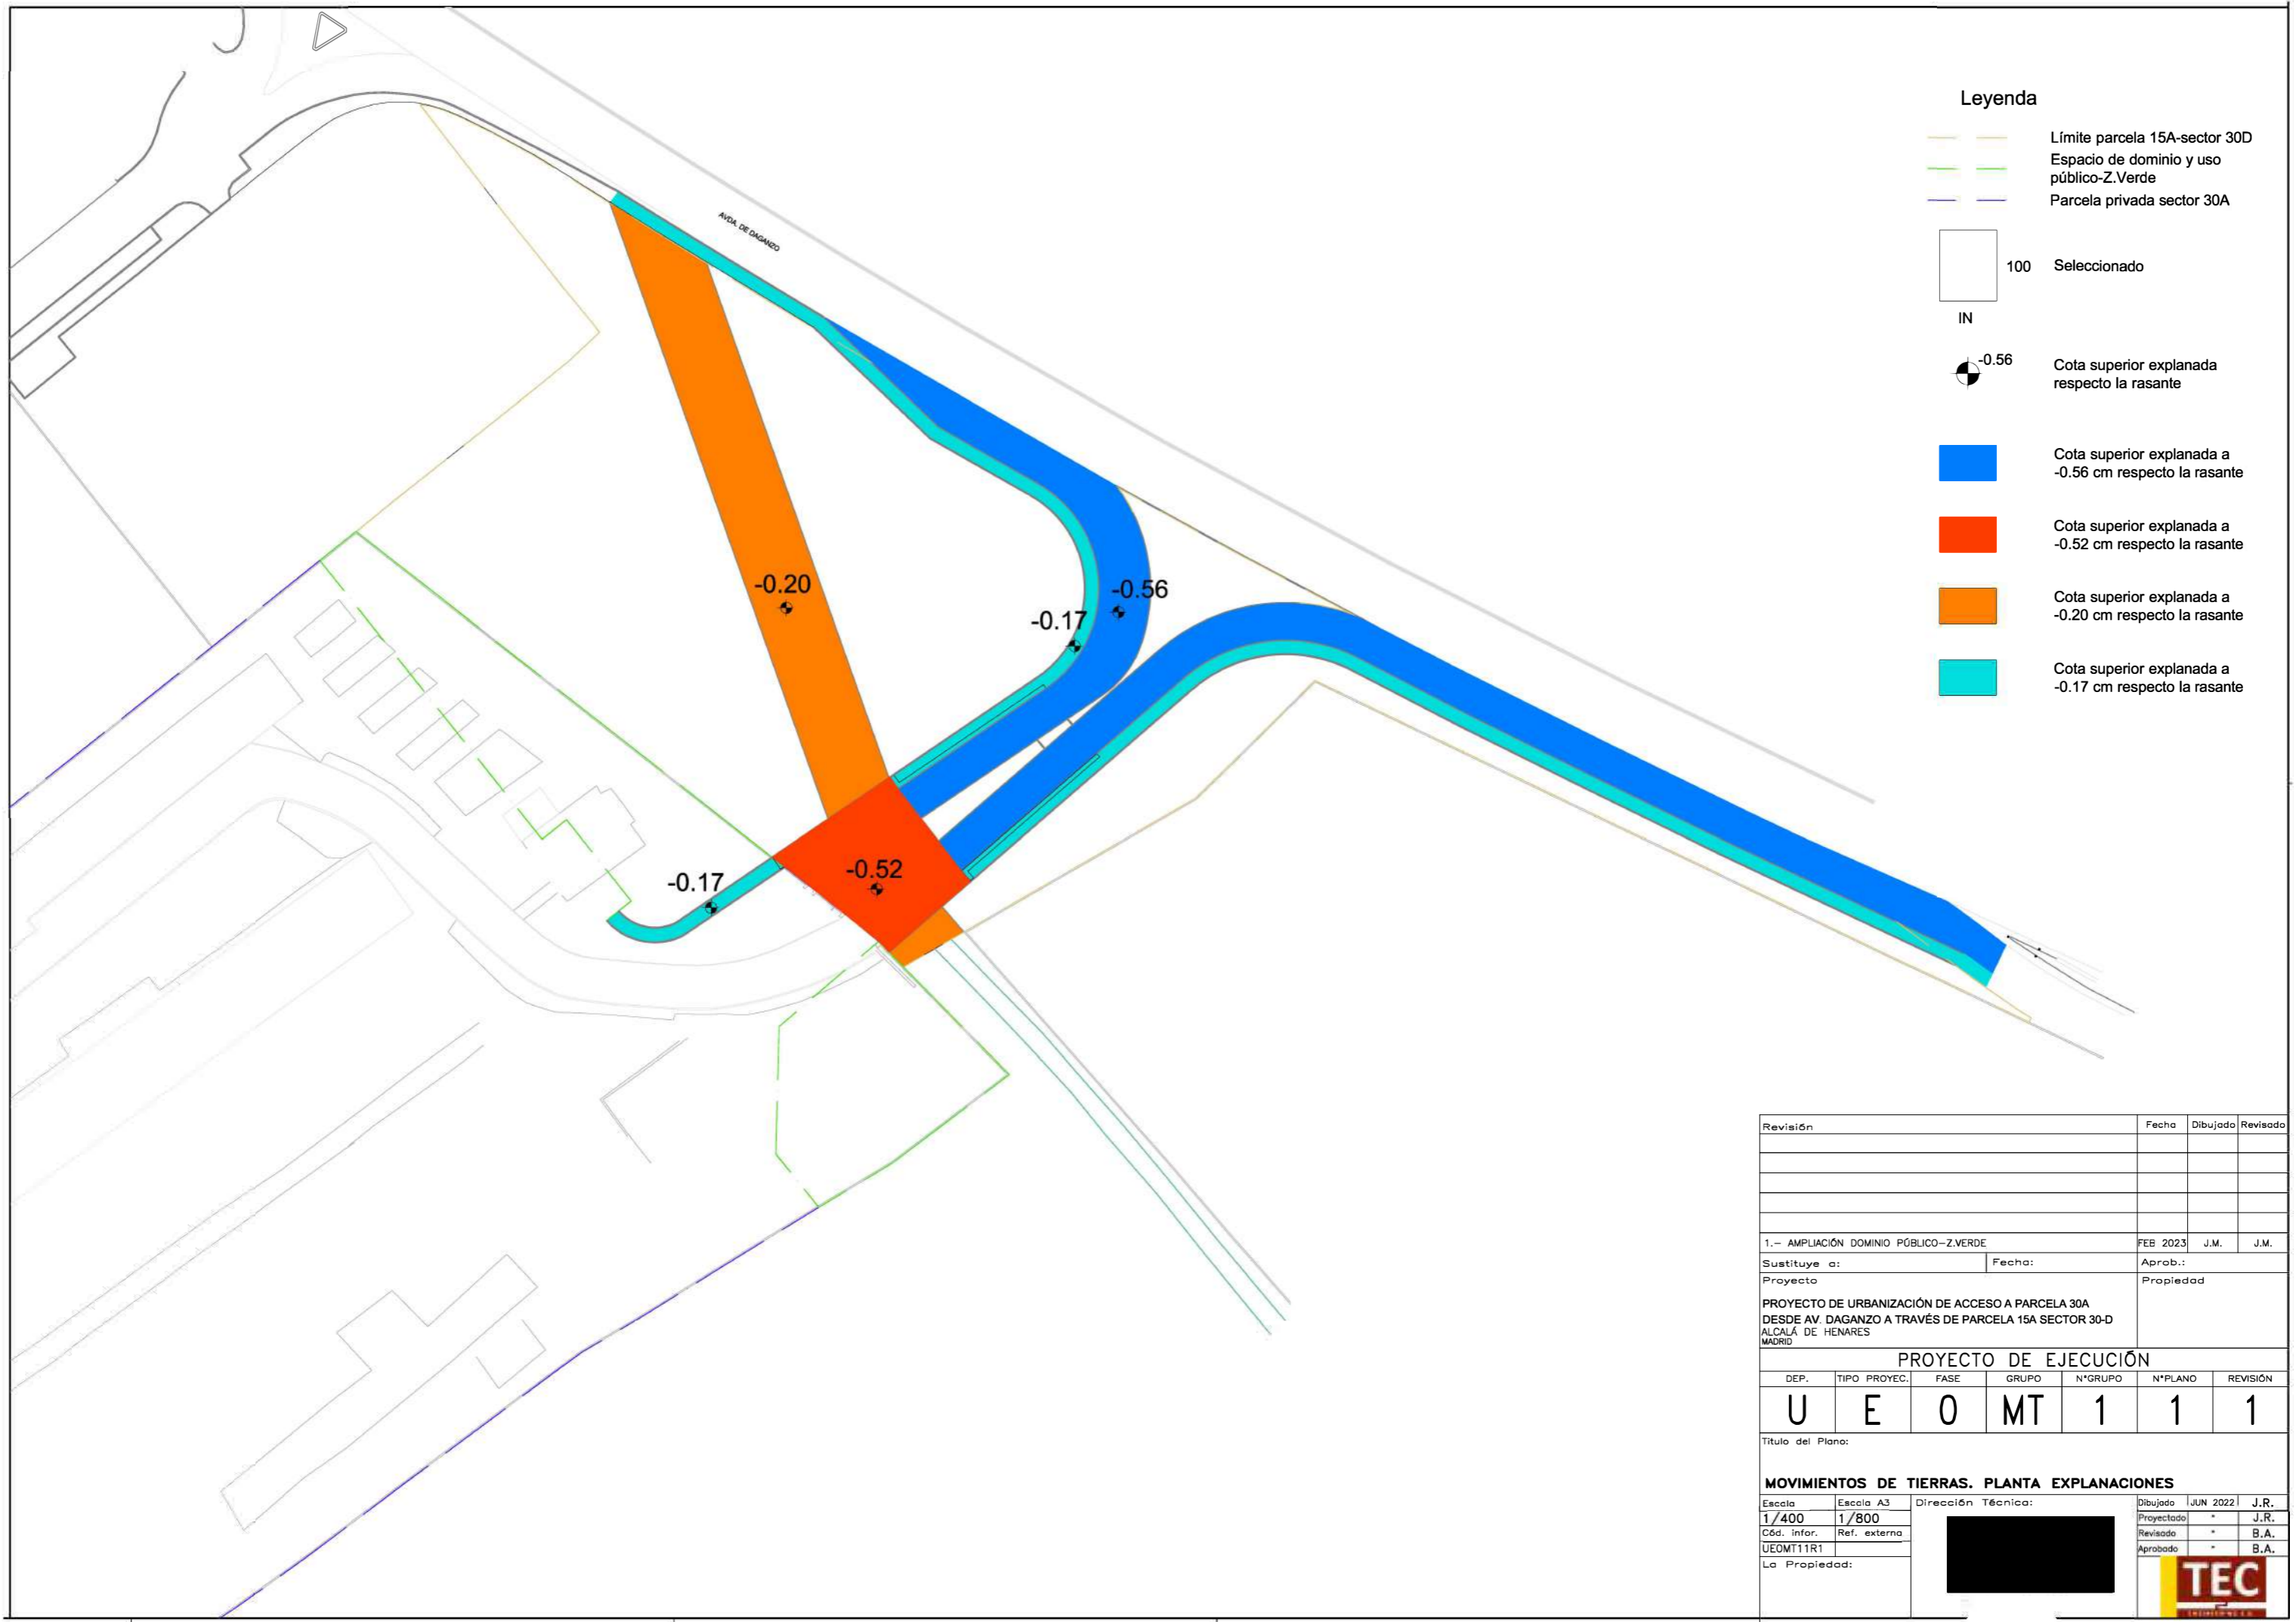 Leyenda
Límite parcela 15A-sector 30D
Espacio de dominio y uso
público-Z.Verde
Parcela privada sector 30A
100 Seleccionado
IN
-0.56
Cota superior explanada
respecto la rasante
Cota superior explanada a
-0.56 cm respecto la rasante
Cota superior explanada a
-0.52 cm respecto la rasante
Cota superior explanada a
-0.20 cm respecto la rasante
Cota superior explanada a
-0.17 cm respecto la rasante
AVDA. DE DAGANZO
-0.20
-0.56
-0.17
-0.52
-0.17
Revisión Fecha Dibujado Revisado
1.- AMPLIACIÓN DOMINIO PÚBLICO-Z.VERDE FEB 2023 J.M. J.M.
Sustituye a: Fecha: Aprob.:
Proyecto Propiedad
PROYECTO DE URBANIZACIÓN DE ACCESO A PARCELA 30A
DESDE AV. DAGANZO A TRAVÉS DE PARCELA 15A SECTOR 30-D
ALCALÁ DE HENARES
MADRID
PROYECTO DE EJECUCIÓN
DEP. TIPO PROYEC. FASE GRUPO N°GRUPO N°PLANO REVISIÓN
U E 0 MT 1 1 1
Título del Plano:
MOVIMIENTOS DE TIERRAS. PLANTA EXPLANACIONES
Escala Escala A3 Dirección Técnica: Dibujado JUN 2022 J.R.
1/400 1/800 Proyectado " J.R.
Cód. infor. Ref. externa Revisado " B.A.
UE0MT11R1 Aprobado " B.A.
La Propiedad:
TEC